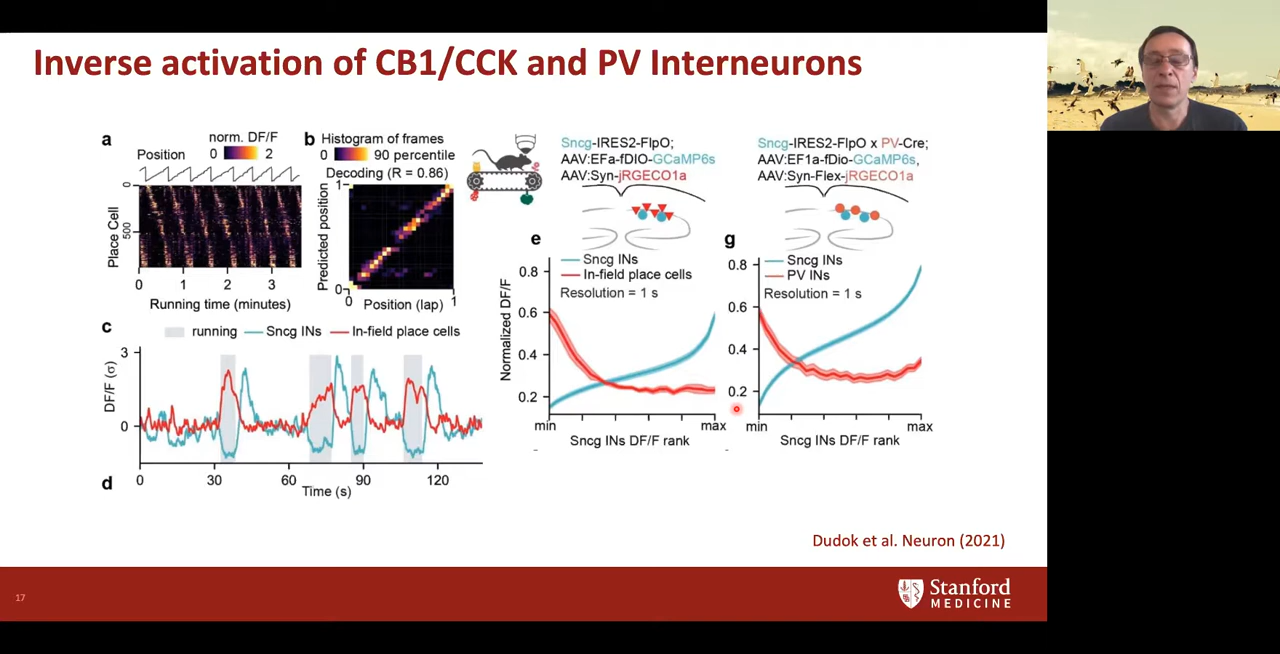 Inverse activation of CB1/CCK and PV Interneurons
a
norm. DF/F
Position
0 2
0
500
Place Cell
0 1 2 3
Running time (minutes)
b
Histogram of frames
0 90 percentile
Decoding (R = 0.86)
1
0
Predicted position
0 1
Position (lap)
Sncg-IRES2-FlpO;
AAV:EFa-fDIO-GCaMP6s
AAV:Syn-jRGECO1a
Sncg-IRES2-FlpO x PV-Cre;
AAV:EF1a-fDio-GCaMP6s,
AAV:Syn-Flex-jRGECO1a
c
running Sncg INs In-field place cells
3
0
DF/F (σ)
0 30 60 90 120
Time (s)
d
e
Sncg INs
In-field place cells
Resolution = 1 s
0.8
0.6
0.4
0.2
Normalized DF/F
min max
Sncg INs DF/F rank
g
Sncg INs
PV INs
Resolution = 1 s
0.8
0.6
0.4
0.2
min max
Sncg INs DF/F rank
Dudok et al. Neuron (2021)
17
Stanford
MEDICINE